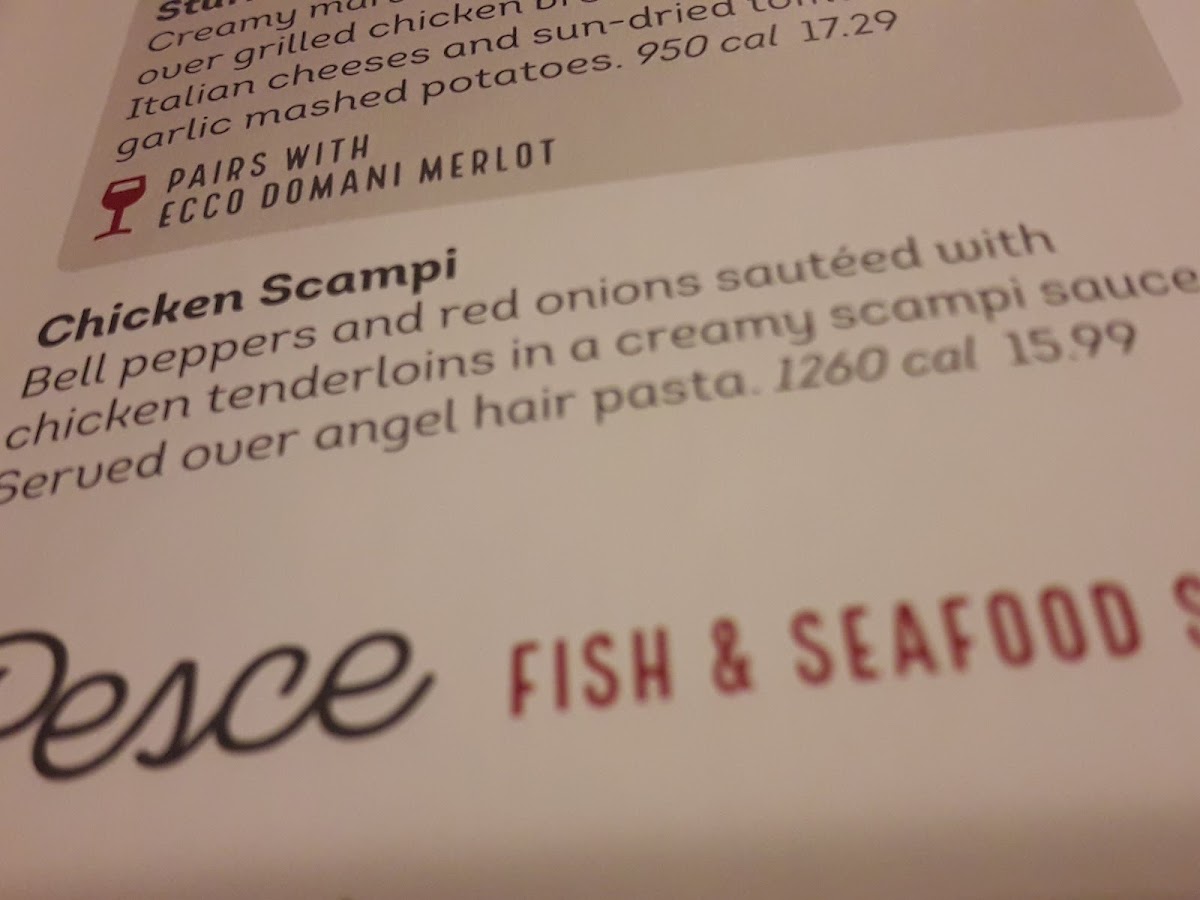 Creamy
over grilled chicken
Italian cheeses and sun-dried
garlic mashed potatoes. 950 cal 17.29
PAIRS WITH
ECCO DOMANI MERLOT
Chicken Scampi
Bell peppers and red onions sautéed with
chicken tenderloins in a creamy scampi sauce
Served over angel hair pasta. 1260 cal 15.99
Pesce FISH & SEAFOOD